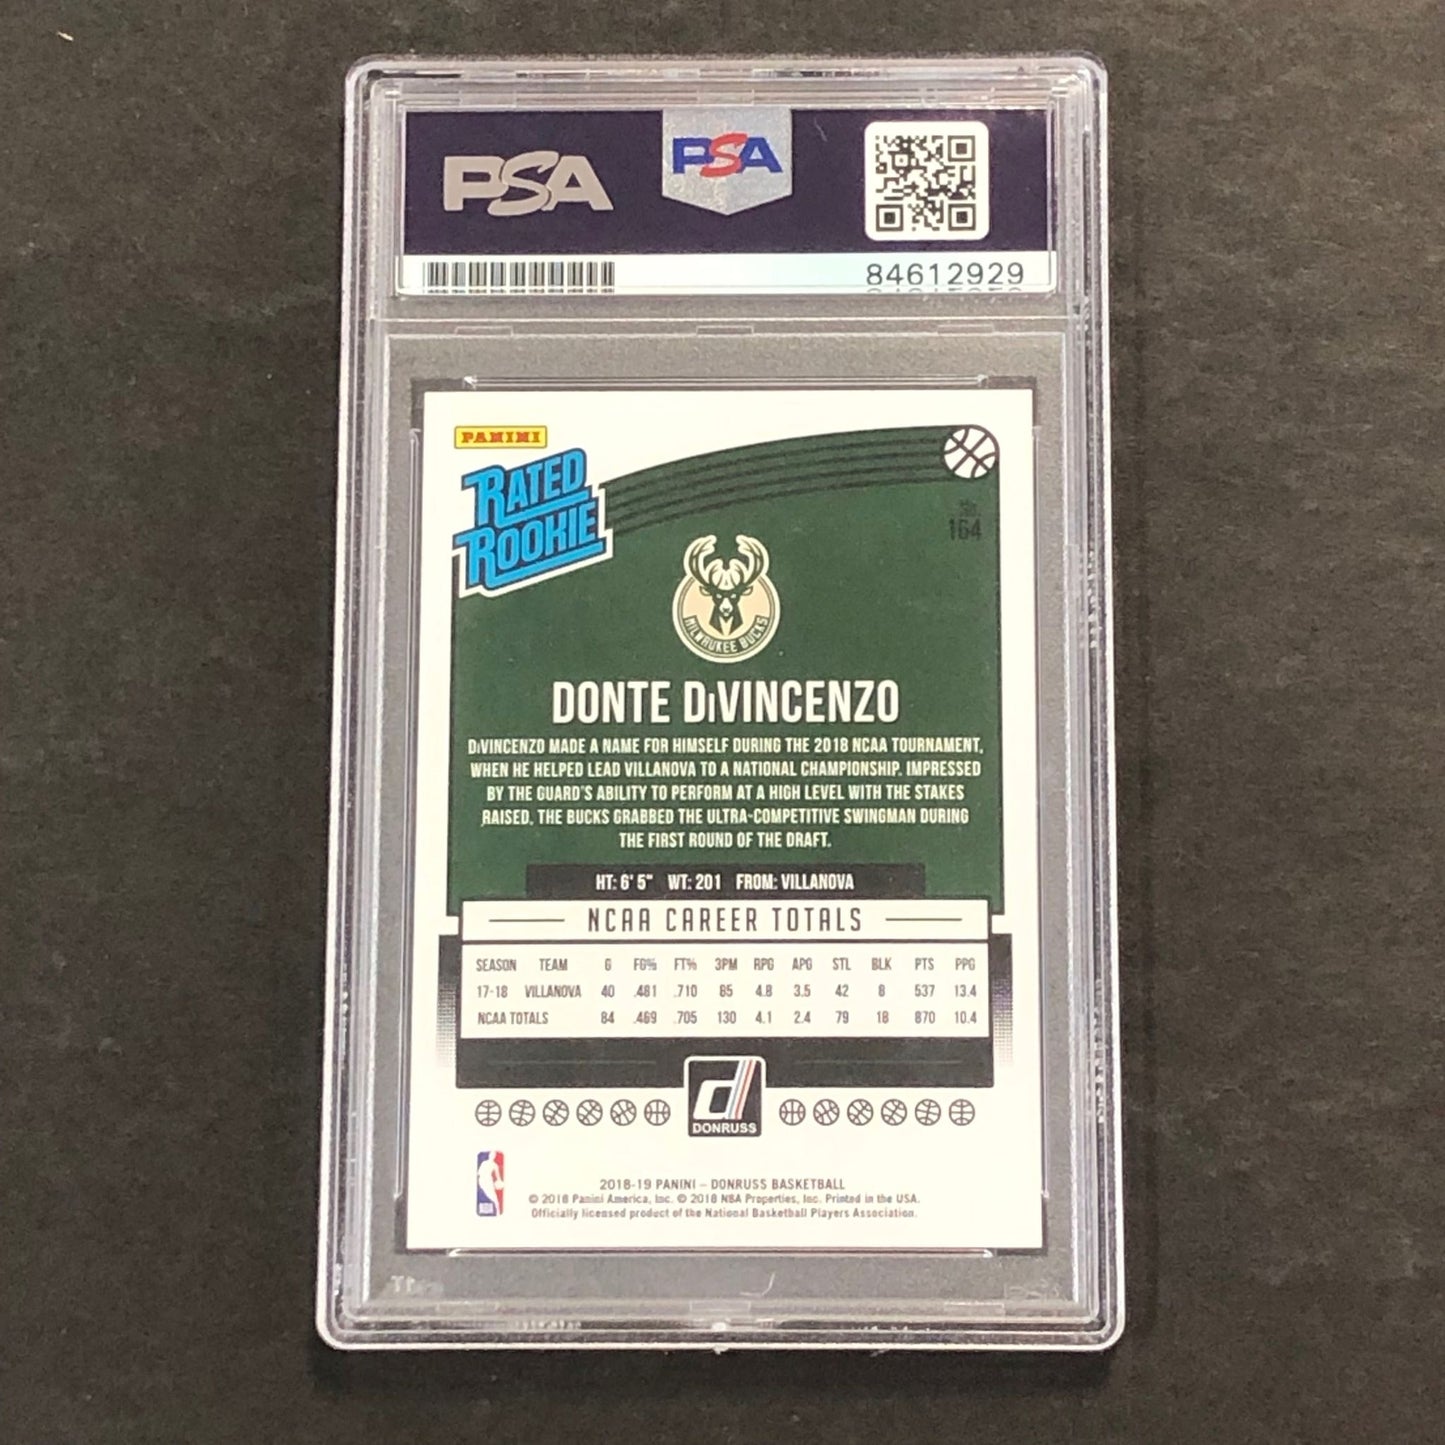 PSA
PSA
84612929
PANINI
RATED
ROOKIE
No.
164
MILWAUKEE BUCKS
DONTE DiVINCENZO
DiVINCENZO MADE A NAME FOR HIMSELF DURING THE 2018 NCAA TOURNAMENT,
WHEN HE HELPED LEAD VILLANOVA TO A NATIONAL CHAMPIONSHIP. IMPRESSED
BY THE GUARD'S ABILITY TO PERFORM AT A HIGH LEVEL WITH THE STAKES
RAISED, THE BUCKS GRABBED THE ULTRA-COMPETITIVE SWINGMAN DURING
THE FIRST ROUND OF THE DRAFT.
HT: 6' 5" WT: 201 FROM: VILLANOVA
NCAA CAREER TOTALS
SEASON TEAM G FG% FT% 3PM RPG APG STL BLK PTS PPG
17-18 VILLANOVA 40 .481 .710 65 4.8 3.5 42 8 537 13.4
NCAA TOTALS 84 .469 .705 130 4.1 2.4 79 18 870 10.4
d
DONRUSS
NBA
2018-19 PANINI – DONRUSS BASKETBALL
© 2018 Panini America, Inc. © 2018 NBA Properties, Inc. Printed in the USA.
Officially licensed product of the National Basketball Players Association.